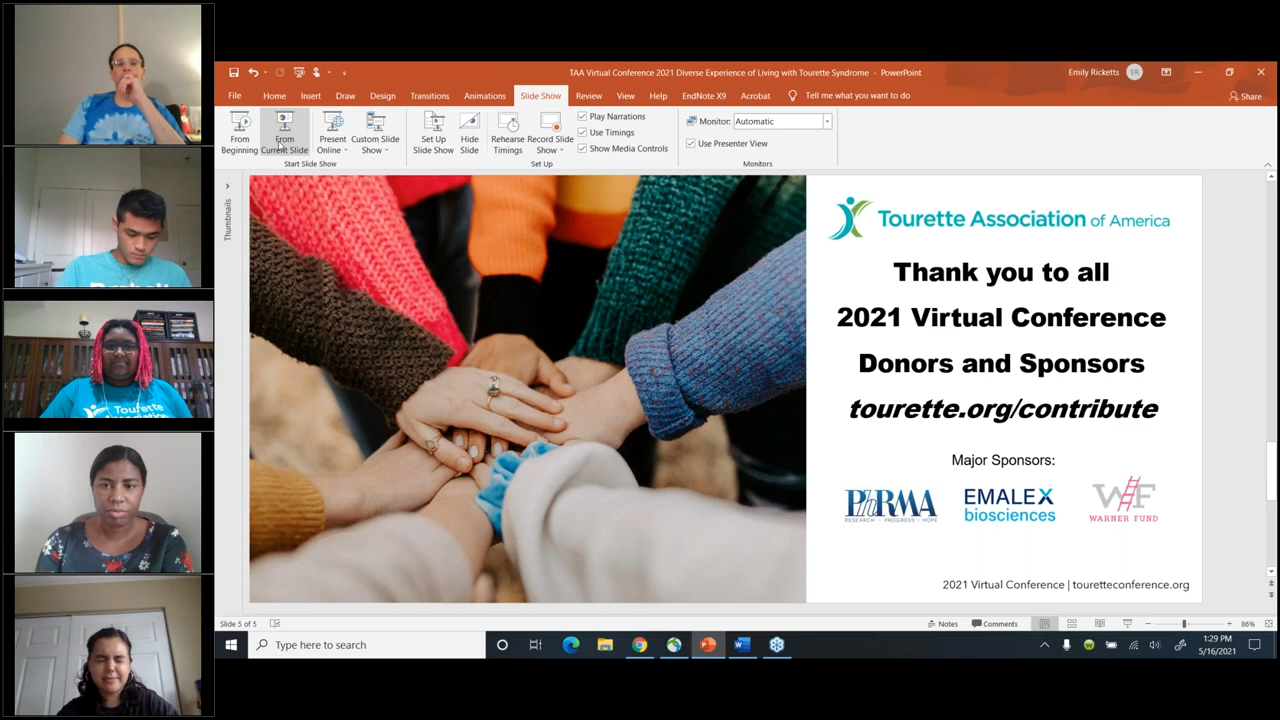 TAA Virtual Conference 2021 Diverse Experience of Living with Tourette Syndrome - PowerPoint
Emily Ricketts
ER
File
Home
Insert
Draw
Design
Transitions
Animations
Slide Show
Review
View
Help
EndNote X9
Acrobat
Tell me what you want to do
Share
From Beginning
From Current Slide
Present Online
Custom Slide Show
Set Up Slide Show
Hide Slide
Rehearse Timings
Record Slide Show
Play Narrations
Use Timings
Show Media Controls
Monitor: Automatic
Use Presenter View
Start Slide Show
Set Up
Monitors
Thumbnails
Tourette Association of America
Thank you to all
2021 Virtual Conference
Donors and Sponsors
tourette.org/contribute
Major Sponsors:
PhRMA
RESEARCH • PROGRESS • HOPE
EMALEX
biosciences
WF
WARNER FUND
2021 Virtual Conference | touretteconference.org
Slide 5 of 5
Notes
Comments
86%
Type here to search
1:29 PM
5/16/2021
Tourette